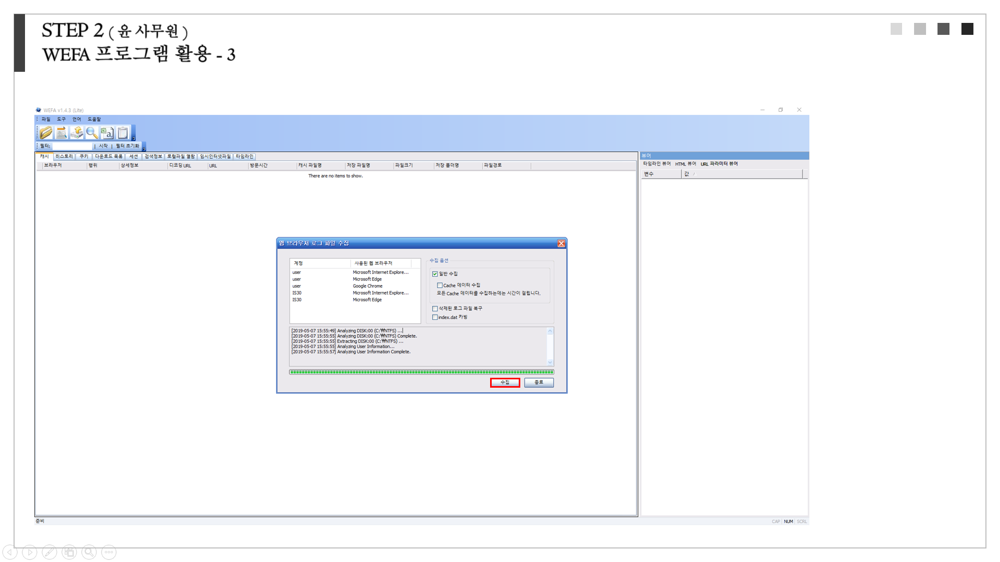 STEP 2 ( 윤 사무원 )
WEFA 프로그램 활용 - 3
WEFA v1.4.3 (Lite)
파일 도구 언어 도움말
필터: | 시작 | 필터 초기화
캐시 히스토리 쿠키 다운로드 목록 세션 검색정보 로컬파일 열람 임시인터넷파일 타임라인
브라우저 행위 상세정보 디코딩 URL URL 방문시간 캐시 파일명 저장 파일명 파일크기 저장 폴더명 파일경로
There are no items to show.
뷰어
타임라인 뷰어 HTML 뷰어 URL 파라미터 뷰어
변수 값
웹 브라우저 로그 파일 수집
계정 사용된 웹 브라우저
user Microsoft Internet Explore...
user Microsoft Edge
user Google Chrome
IS30 Microsoft Internet Explore...
IS30 Microsoft Edge
수집 옵션
일반 수집
Cache 데이터 수집
모든 Cache 데이터를 수집하는데는 시간이 걸립니다.
삭제된 로그 파일 복구
index.dat 카빙
[2019-05-07 15:55:49] Analyzing DISK:00 (C:₩NTFS) ...
[2019-05-07 15:55:55] Analyzing DISK:00 (C:₩NTFS) Complete.
[2019-05-07 15:55:55] Extracting DISK:00 (C:₩NTFS) ...
[2019-05-07 15:55:55] Analyzing User Information...
[2019-05-07 15:55:57] Analyzing User Information Complete.
수집 종료
준비
CAP NUM SCRL